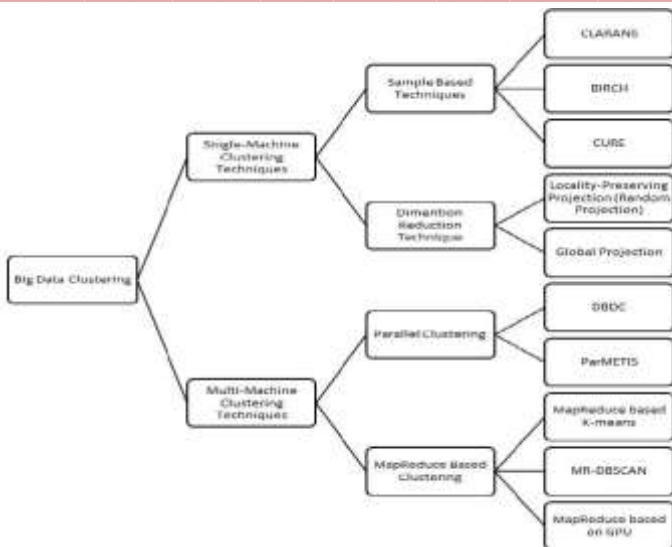 CLARANS
Sample Based
Techniques
BIRCH
Single-Machine
Clustering
Techniques
CURE
Locality-Preserving
Projection (Random
Projection)
Dimention
Reduction
Technique
Global Projection
Big Data Clustering
DBDC
Parallel Clustering
ParMETIS
Multi-Machine
Clustering
Techniques
MapReduce based
K-means
MapReduce Based
Clustering
MR-DBSCAN
MapReduce based
on GPU